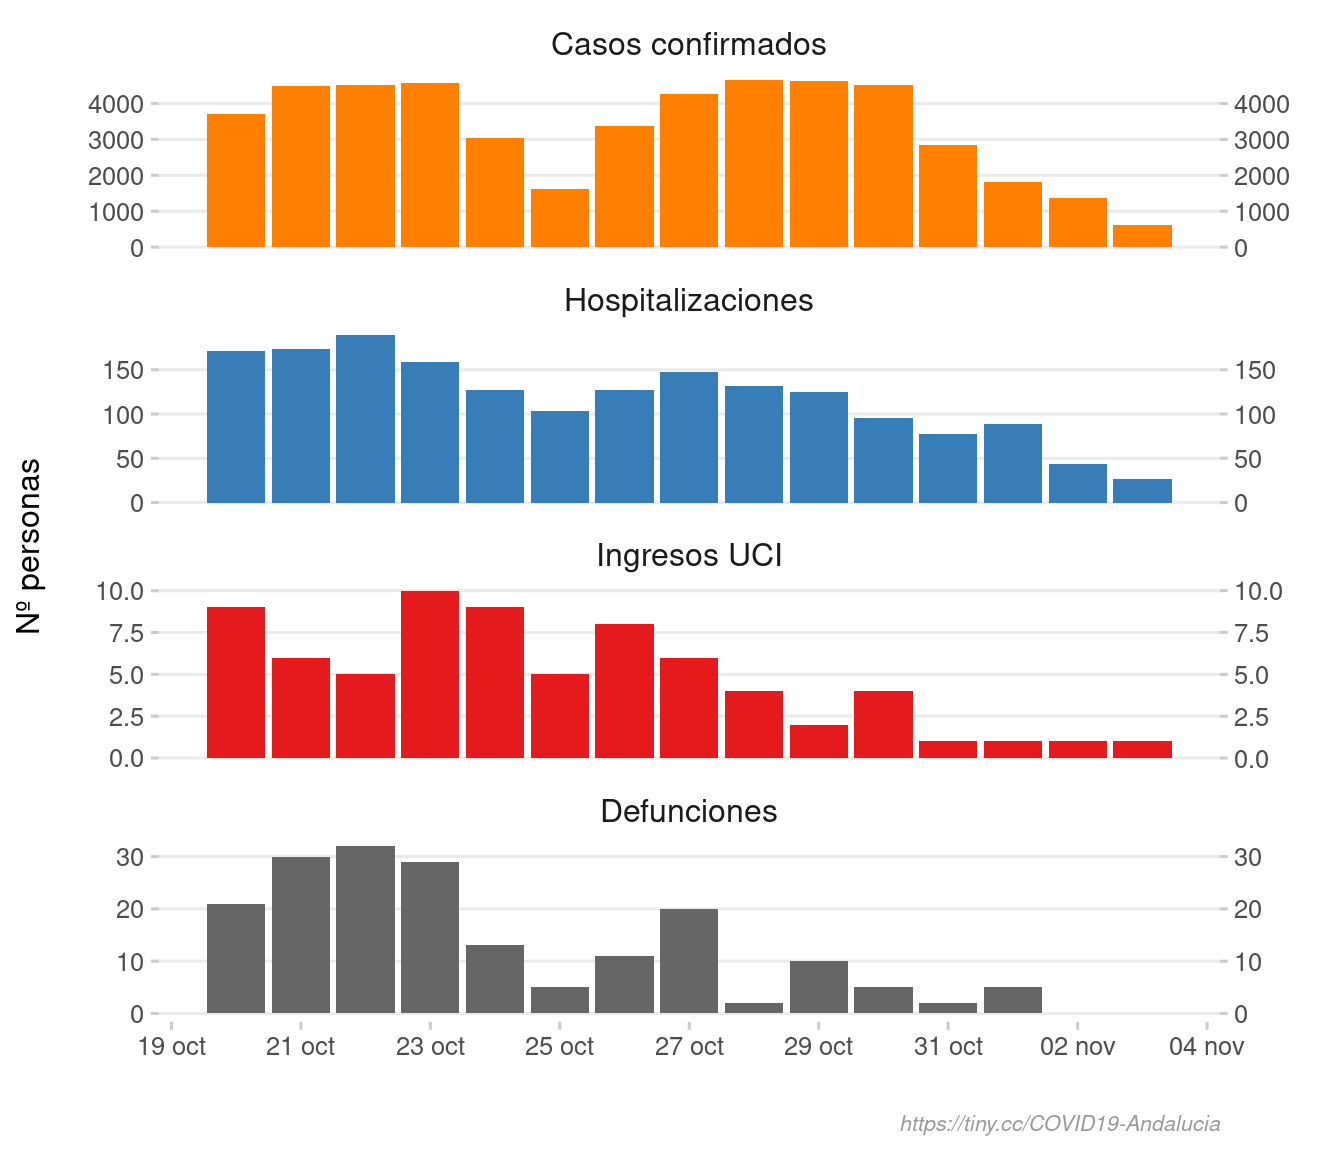 Casos confirmados
4000 4000
3000 3000
2000 2000
1000 1000
0 0
Hospitalizaciones
150 150
100 100
50 50
0 0
Nº personas
Ingresos UCI
10.0 10.0
7.5 7.5
5.0 5.0
2.5 2.5
0.0 0.0
Defunciones
30 30
20 20
10 10
0 0
19 oct 21 oct 23 oct 25 oct 27 oct 29 oct 31 oct 02 nov 04 nov
https://tiny.cc/COVID19-Andalucia